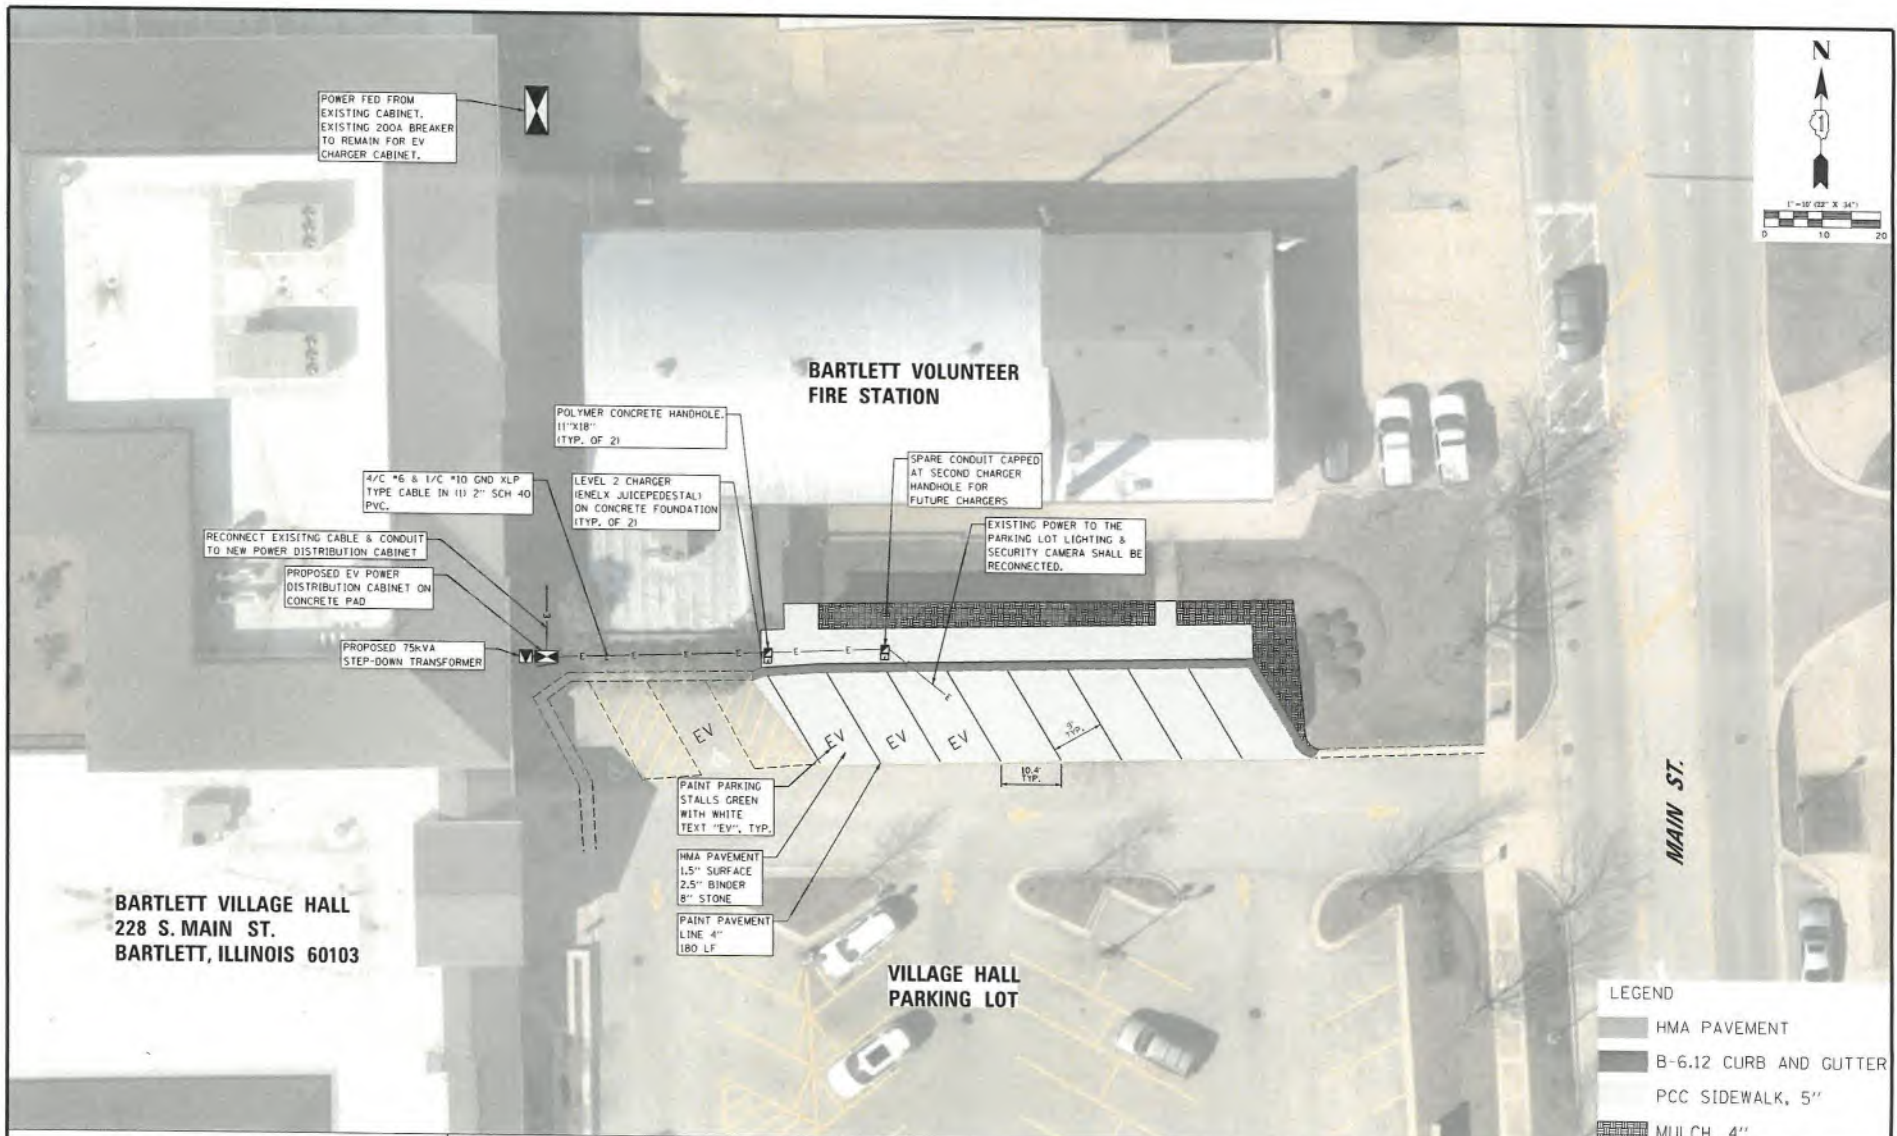 POWER FED FROM
EXISTING CABINET.
EXISTING 200A BREAKER
TO REMAIN FOR EV
CHARGER CABINET.
N
1
1"=10' (22" X 34")
0 10 20
BARTLETT VOLUNTEER
FIRE STATION
POLYMER CONCRETE HANDHOLE.
11"X18"
(TYP. OF 2)
SPARE CONDUIT CAPPED
AT SECOND CHARGER
HANDHOLE FOR
FUTURE CHARGERS
4/C #6 & 1/C #10 GND XLP
TYPE CABLE IN (1) 2" SCH 40
PVC.
LEVEL 2 CHARGER
(ENELX JUICEPEDESTAL)
ON CONCRETE FOUNDATION
(TYP. OF 2)
EXISTING POWER TO THE
PARKING LOT LIGHTING &
SECURITY CAMERA SHALL BE
RECONNECTED.
RECONNECT EXISITNG CABLE & CONDUIT
TO NEW POWER DISTRIBUTION CABINET
PROPOSED EV POWER
DISTRIBUTION CABINET ON
CONCRETE PAD
PROPOSED 75kVA
STEP-DOWN TRANSFORMER
E
E E E E E E E
E
EV EV EV EV
9'
TYP.
10.4'
TYP.
PAINT PARKING
STALLS GREEN
WITH WHITE
TEXT "EV", TYP.
HMA PAVEMENT
1.5" SURFACE
2.5" BINDER
8" STONE
PAINT PAVEMENT
LINE 4"
180 LF
MAIN ST.
BARTLETT VILLAGE HALL
228 S. MAIN ST.
BARTLETT, ILLINOIS 60103
VILLAGE HALL
PARKING LOT
LEGEND
HMA PAVEMENT
B-6.12 CURB AND GUTTER
PCC SIDEWALK, 5"
MULCH, 4"